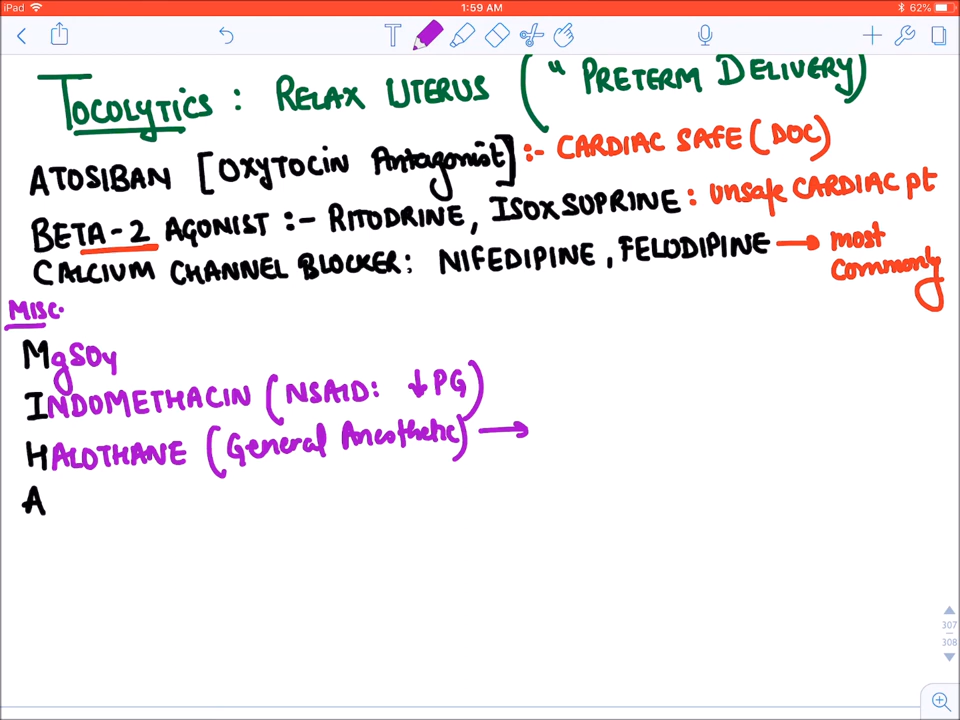 iPad 1:59 AM 62%
T
TOCOLYTICS : RELAX UTERUS ( " PRETERM DELIVERY)
ATOSIBAN [OXYTOCIN Antagonist] :- CARDIAC SAFE (DOC)
BETA-2 AGONIST :- RITODRINE, ISOXSUPRINE : unsafe CARDIAC pt
CALCIUM CHANNEL BLOCKER: NIFEDIPINE, FELODIPINE → most
commonly
MISC.
MgSO4
INDOMETHACIN (NSAID: ↓PG)
HALOTHANE (General Anesthetic) →
A
307
308